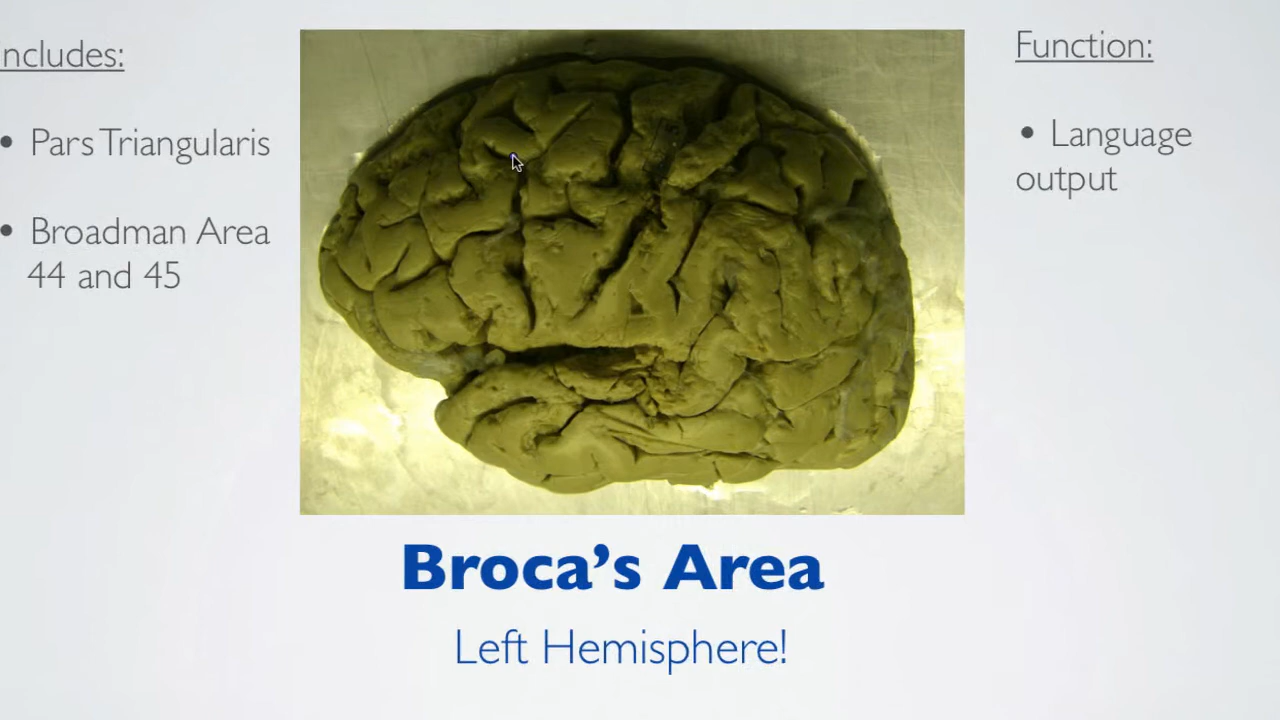 ncludes:
• Pars Triangularis
• Broadman Area
44 and 45
Function:
• Language
output
Broca’s Area
Left Hemisphere!